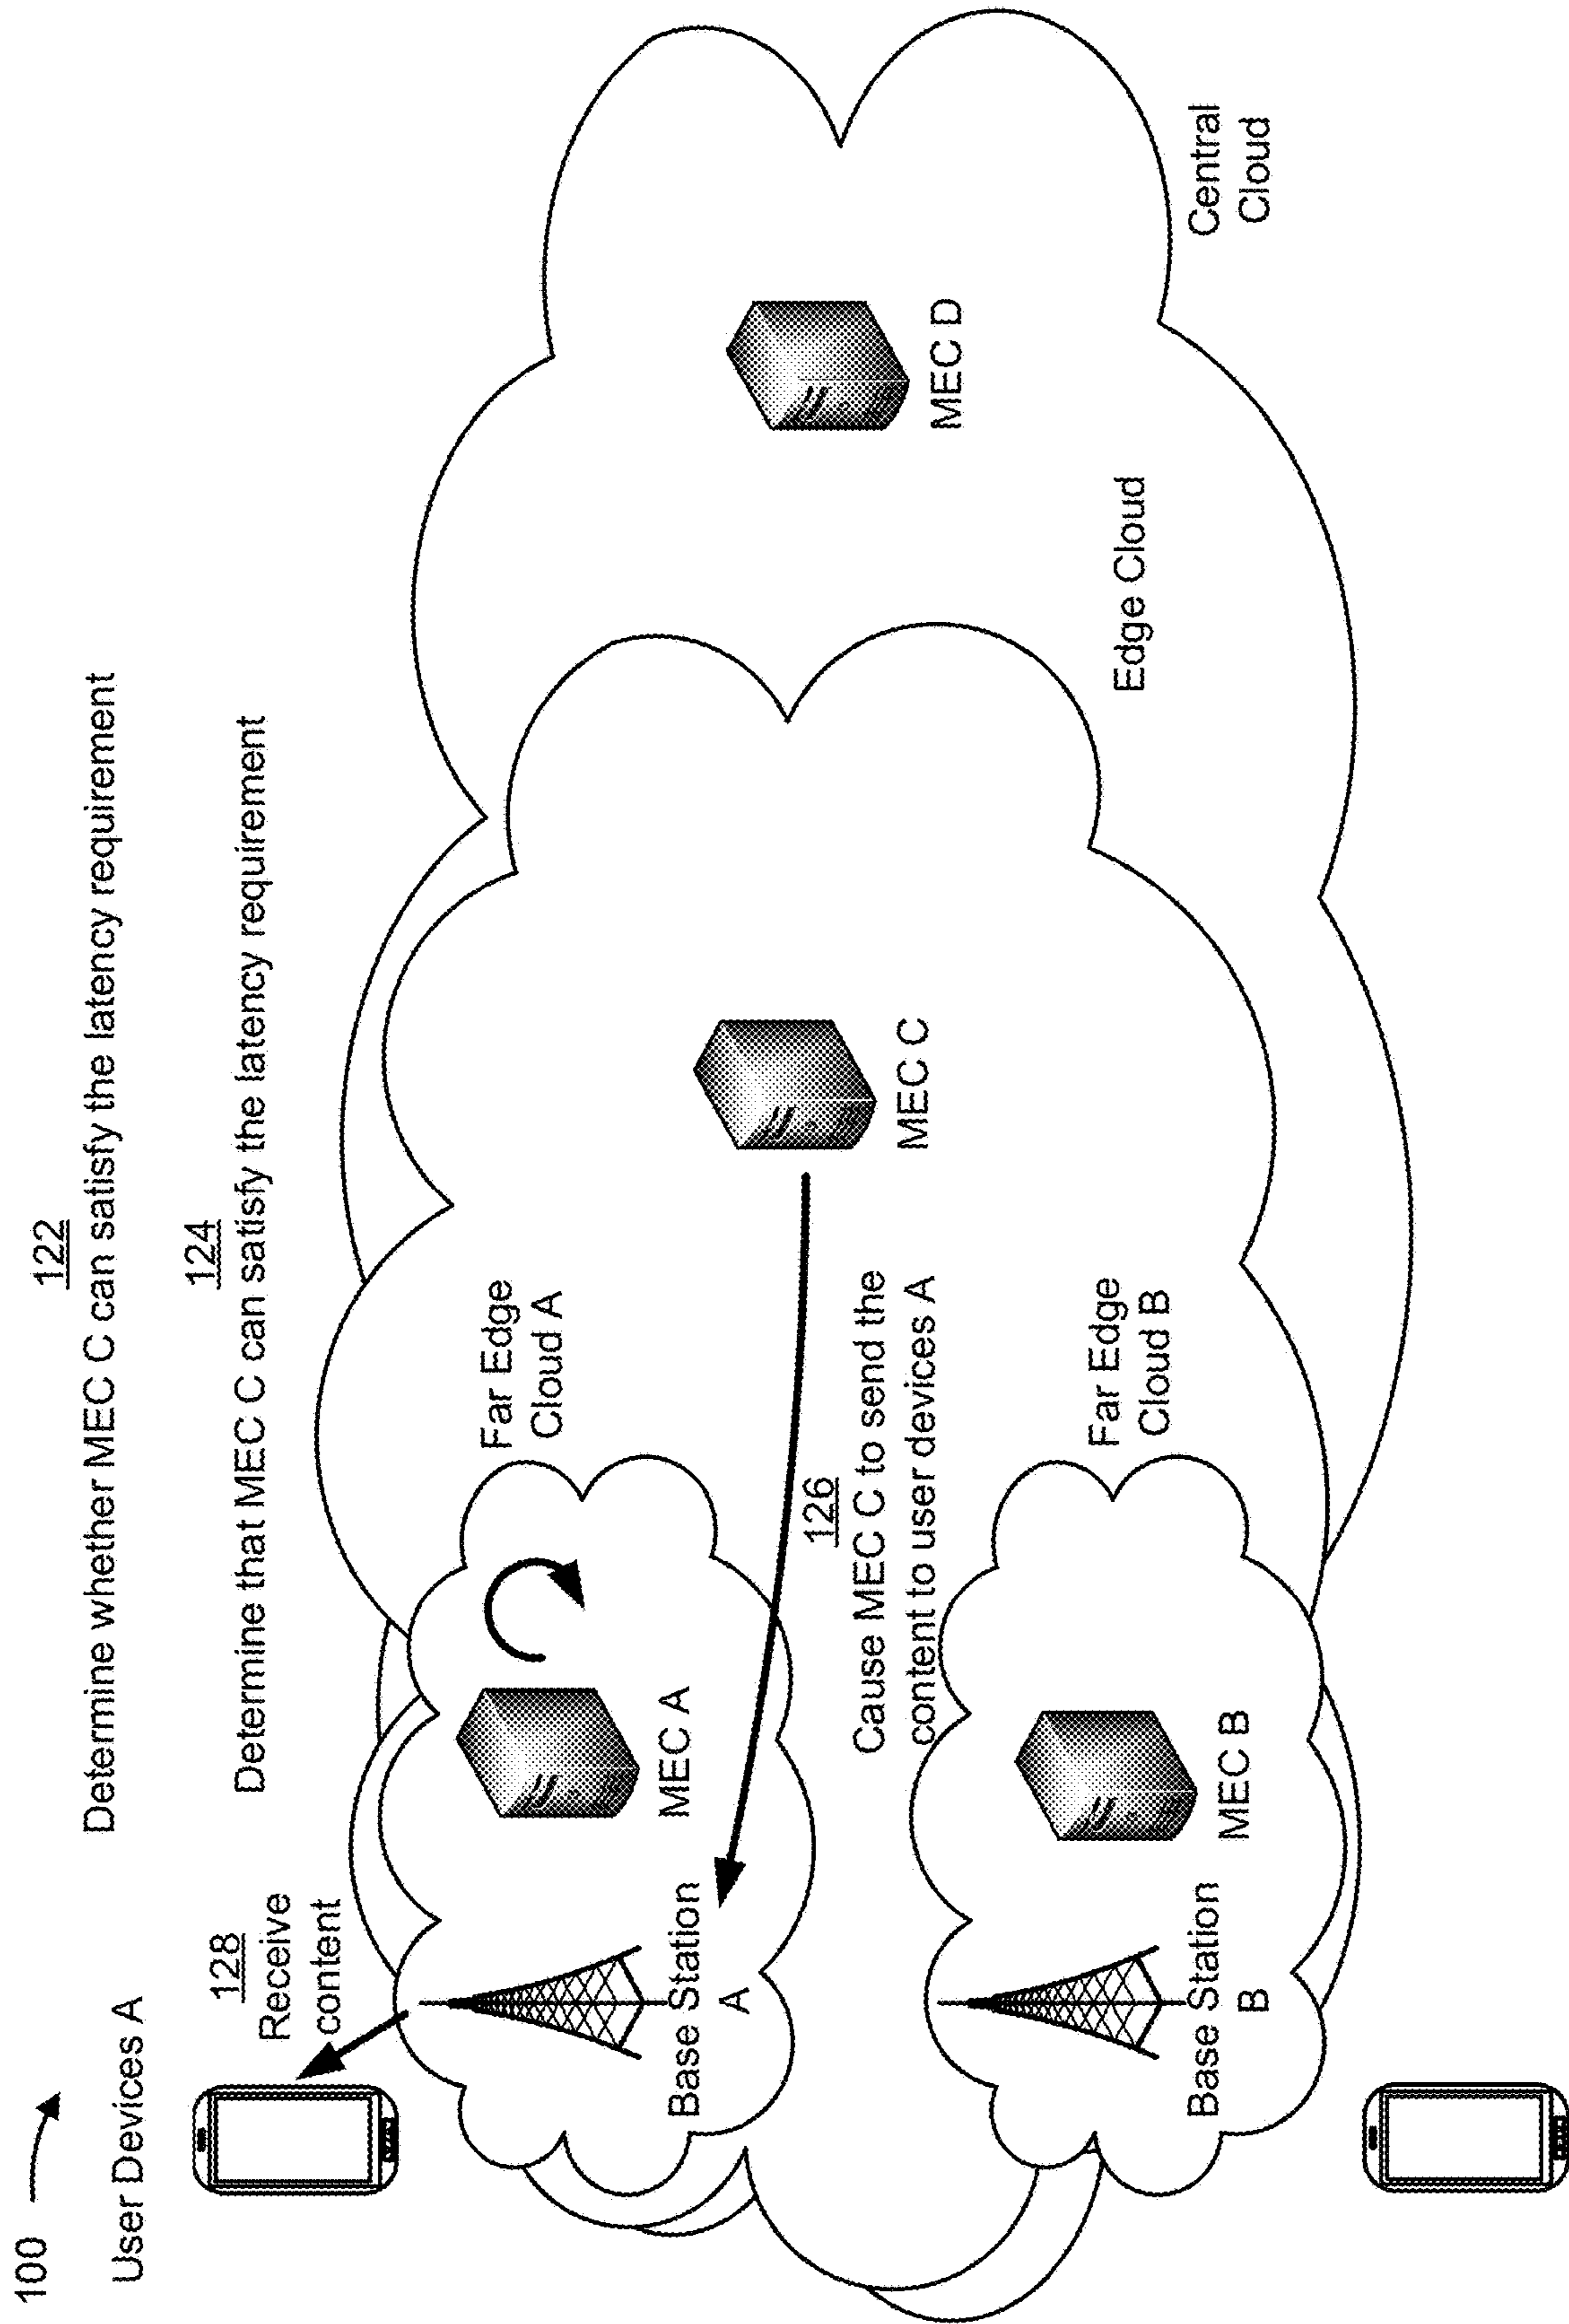 100
122
Determine whether MEC C can satisfy the latency requirement
User Devices A
124
Determine that MEC C can satisfy the latency requirement
128
Receive
content
Far Edge
Cloud A
MEC A
Base Station
A
126
Cause MEC C to send the
content to user devices A
MEC C
MEC D
Far Edge
Cloud B
Edge Cloud
Central
Cloud
MEC B
Base Station
B